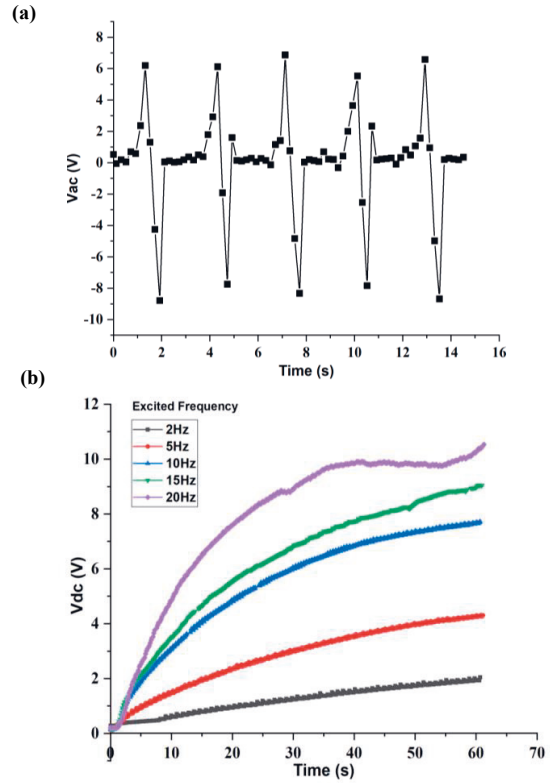 (a)
8
6
4
2
0
-2
-4
-6
-8
-10
Vac (V)
0 2 4 6 8 10 12 14 16
Time (s)
(b)
12
10
8
6
4
2
0
Vdc (V)
Excited Frequency
2Hz
5Hz
10Hz
15Hz
20Hz
0 10 20 30 40 50 60 70
Time (s)